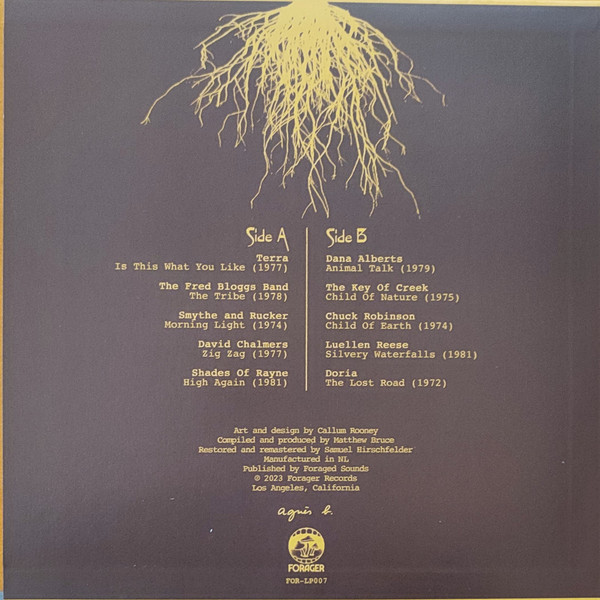 Side A
Terra
Is This What You Like (1977)
The Fred Bloggs Band
The Tribe (1978)
Smythe and Rucker
Morning Light (1974)
David Chalmers
Zig Zag (1977)
Shades Of Rayne
High Again (1981)
Side B
Dana Alberts
Animal Talk (1979)
The Key Of Creek
Child Of Nature (1975)
Chuck Robinson
Child Of Earth (1974)
Luellen Reese
Silvery Waterfalls (1981)
Doria
The Lost Road (1972)
Art and design by Callum Rooney
Compiled and produced by Matthew Bruce
Restored and remastered by Samuel Hirschfelder
Manufactured in NL
Published by Foraged Sounds
© 2023 Forager Records
Los Angeles, California
agnès b.
FORAGER
FOR-LP007